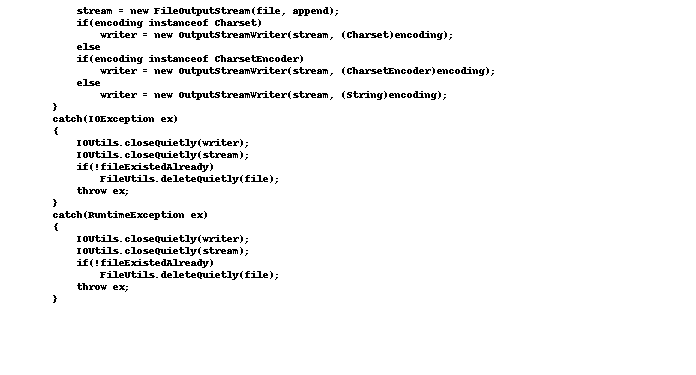 stream = new FileOutputStream(file, append);
if(encoding instanceof Charset)
writer = new OutputStreamWriter(stream, (Charset)encoding);
else
if(encoding instanceof CharsetEncoder)
writer = new OutputStreamWriter(stream, (CharsetEncoder)encoding);
else
writer = new OutputStreamWriter(stream, (String)encoding);
}
catch(IOException ex)
{
IOUtils.closeQuietly(writer);
IOUtils.closeQuietly(stream);
if(!fileExistedAlready)
FileUtils.deleteQuietly(file);
throw ex;
}
catch(RuntimeException ex)
{
IOUtils.closeQuietly(writer);
IOUtils.closeQuietly(stream);
if(!fileExistedAlready)
FileUtils.deleteQuietly(file);
throw ex;
}